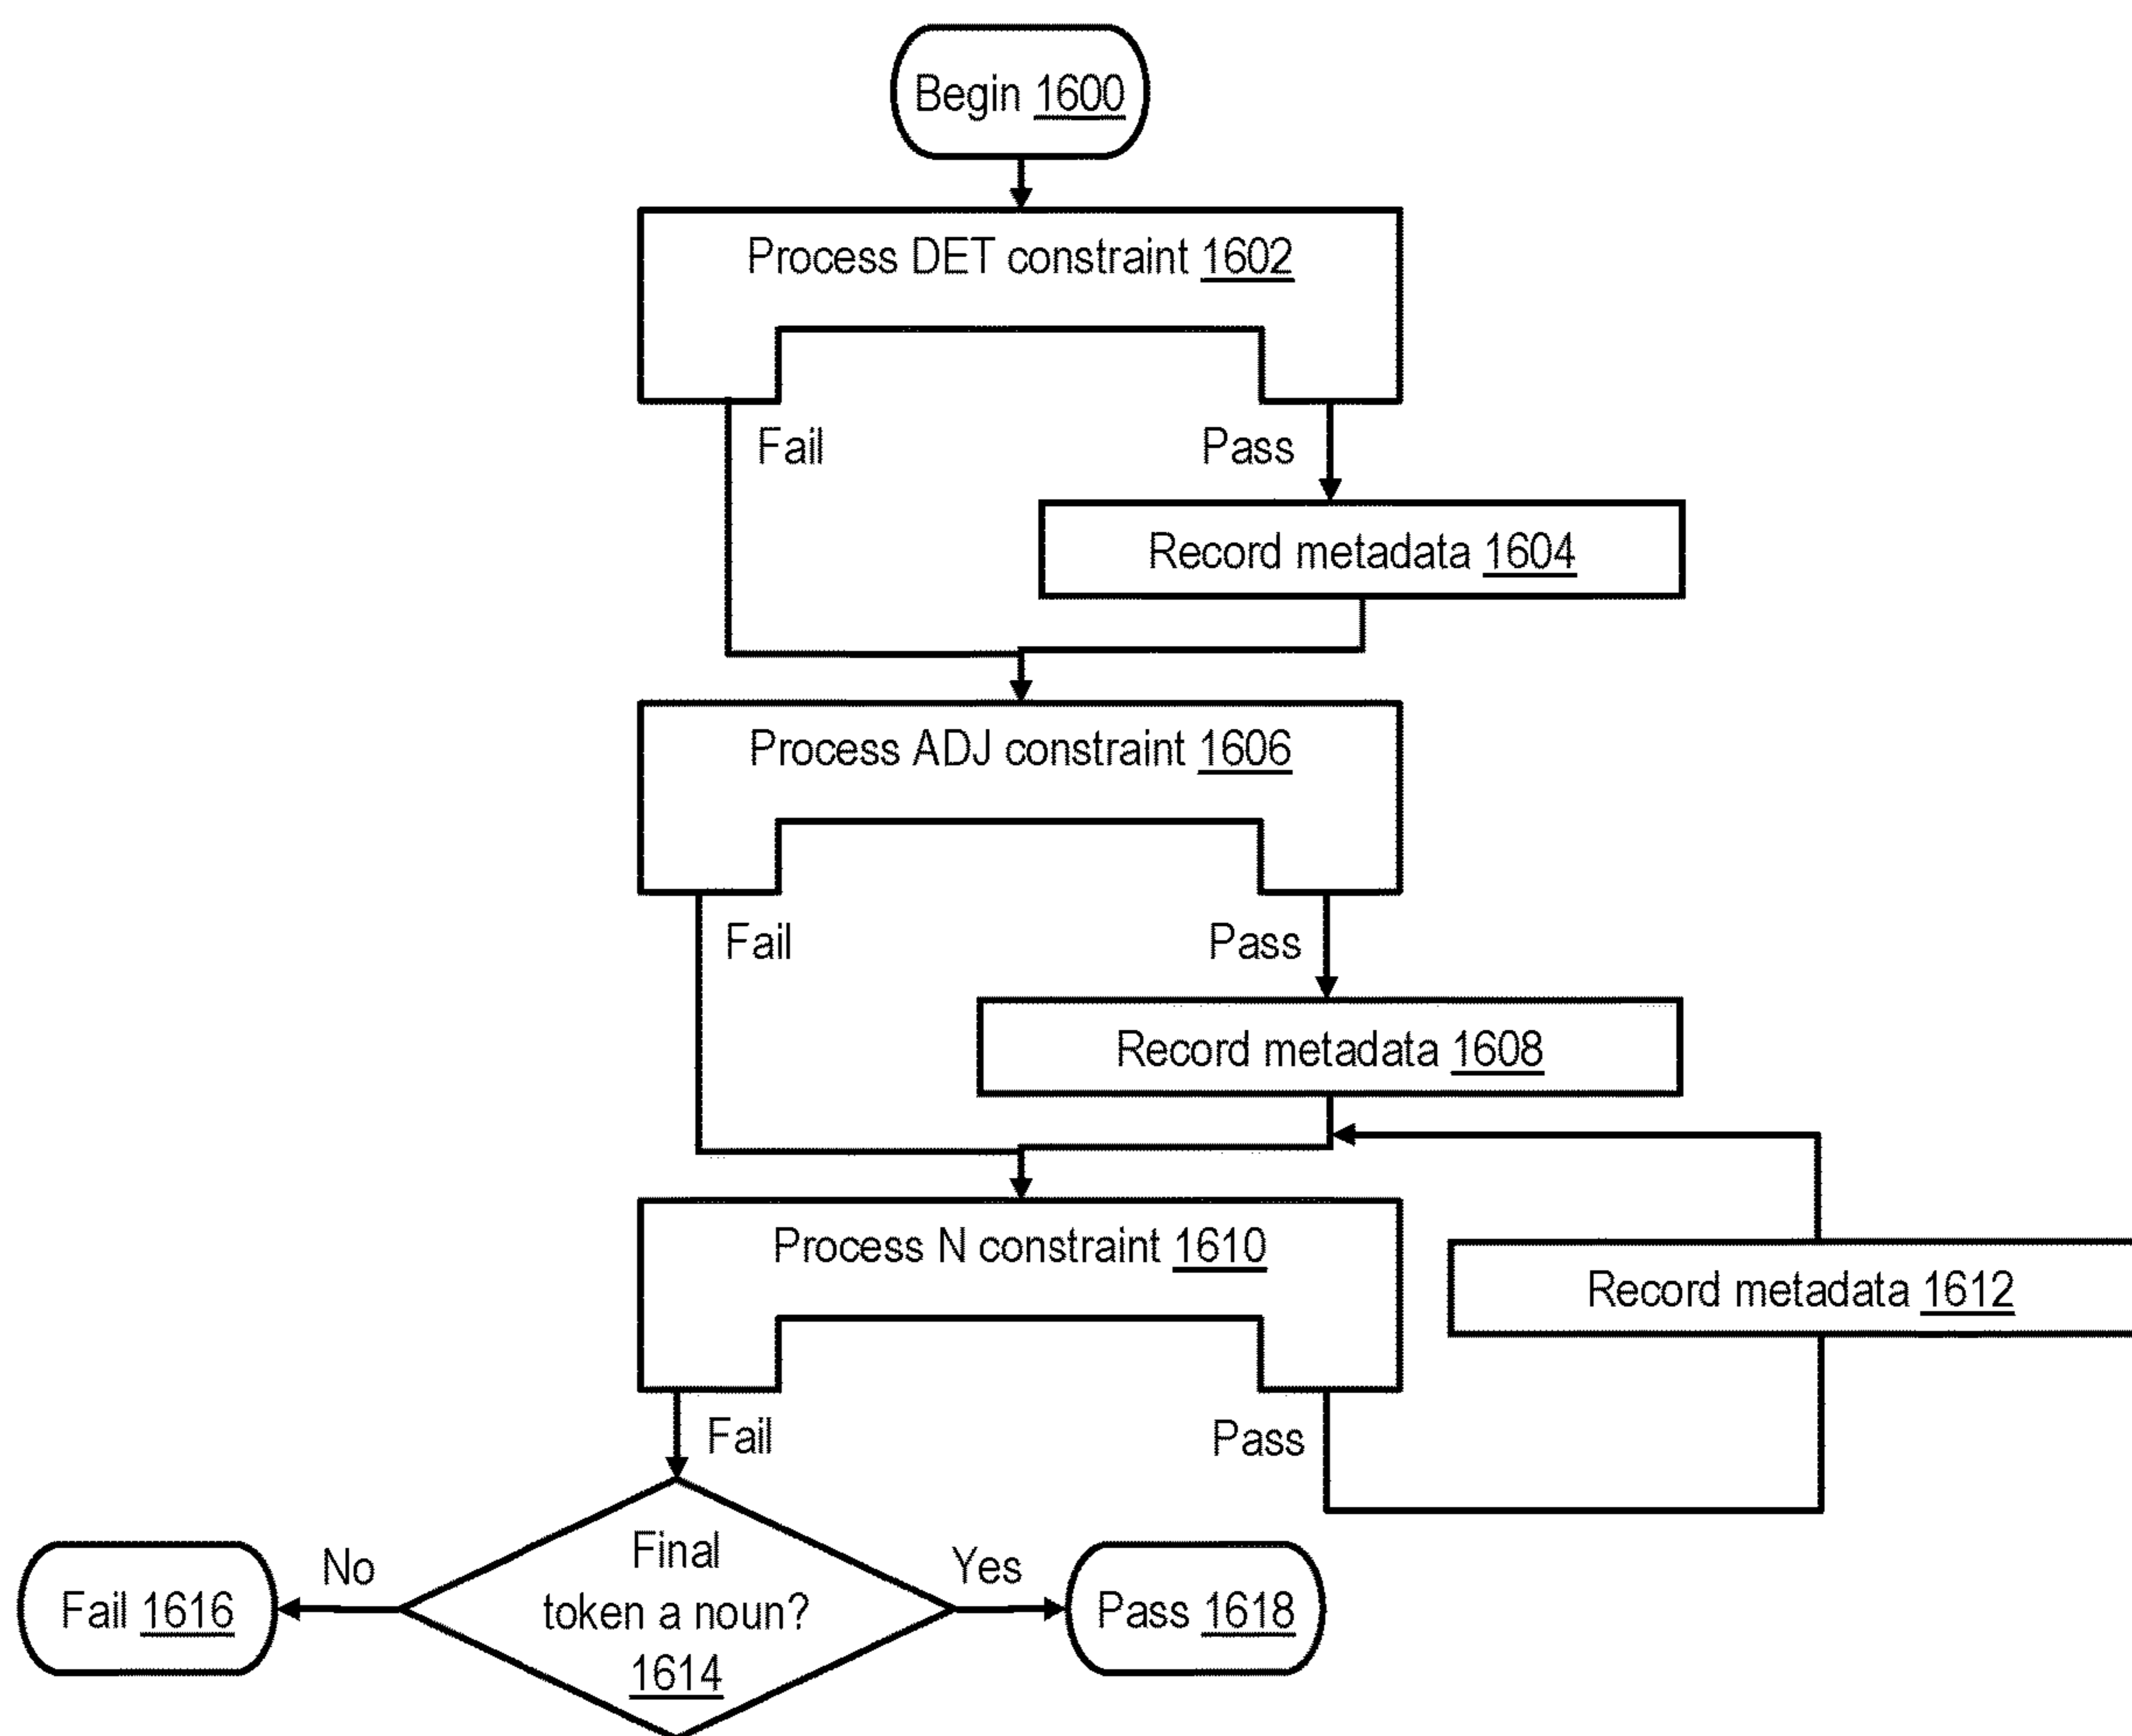 Begin 1600
Process DET constraint 1602
Fail
Pass
Record metadata 1604
Process ADJ constraint 1606
Fail
Pass
Record metadata 1608
Process N constraint 1610
Record metadata 1612
Fail
Pass
Final
token a noun?
1614
No
Yes
Fail 1616
Pass 1618